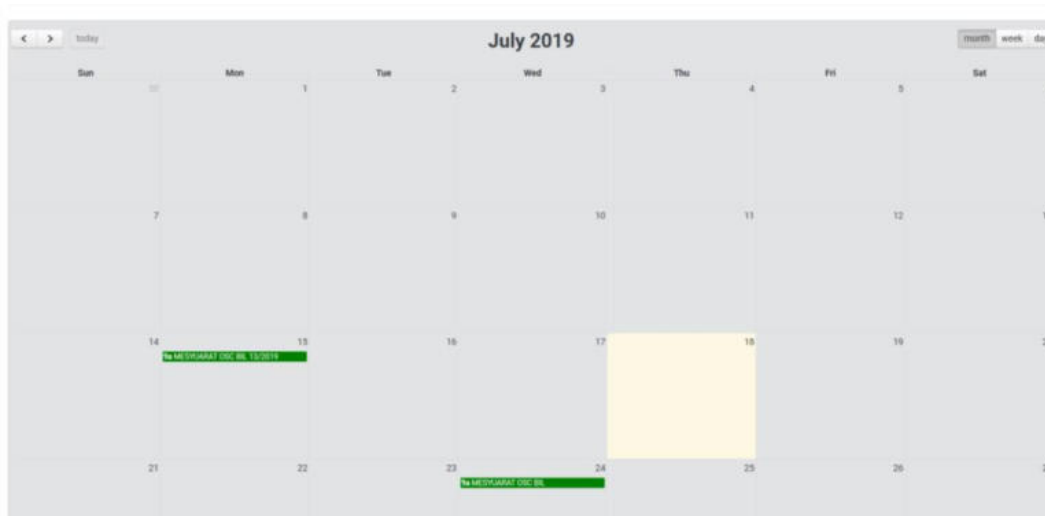 < > today July 2019 month week
Sun Mon Tue Wed Thu Fri Sat
30 1 2 3 4 5
7 8 9 10 11 12
14 15 16 17 18 19
9a MESYUARAT OSC BIL 13/2019
21 22 23 24 25 26
9a MESYUARAT OSC BIL